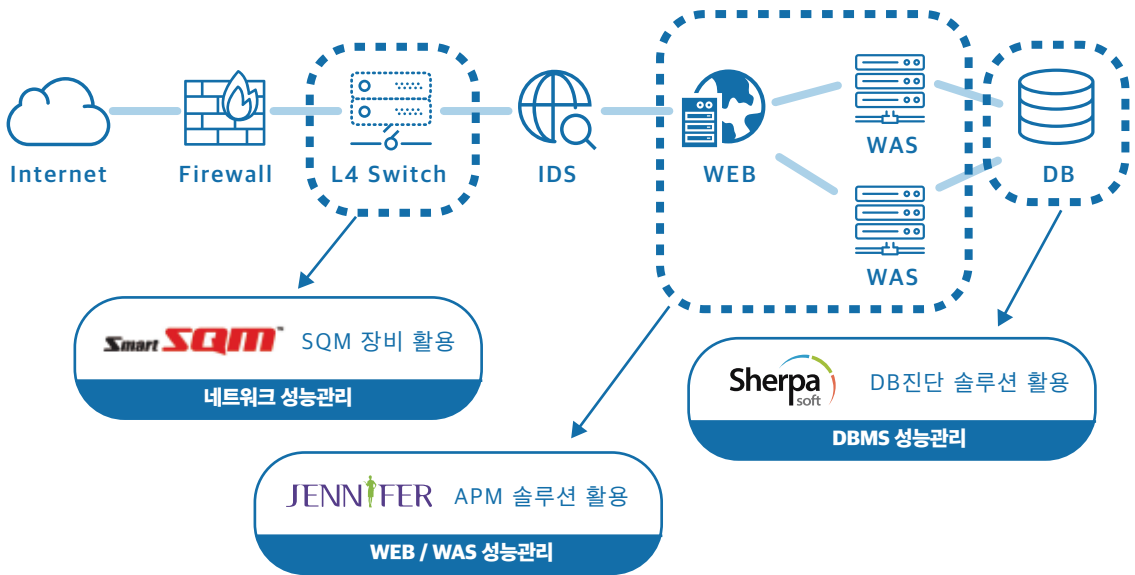 Internet
Firewall
L4 Switch
IDS
WEB
WAS
WAS
DB
Smart SQM™ SQM 장비 활용
네트워크 성능관리
Sherpa soft DB진단 솔루션 활용
DBMS 성능관리
JENNIFER APM 솔루션 활용
WEB / WAS 성능관리